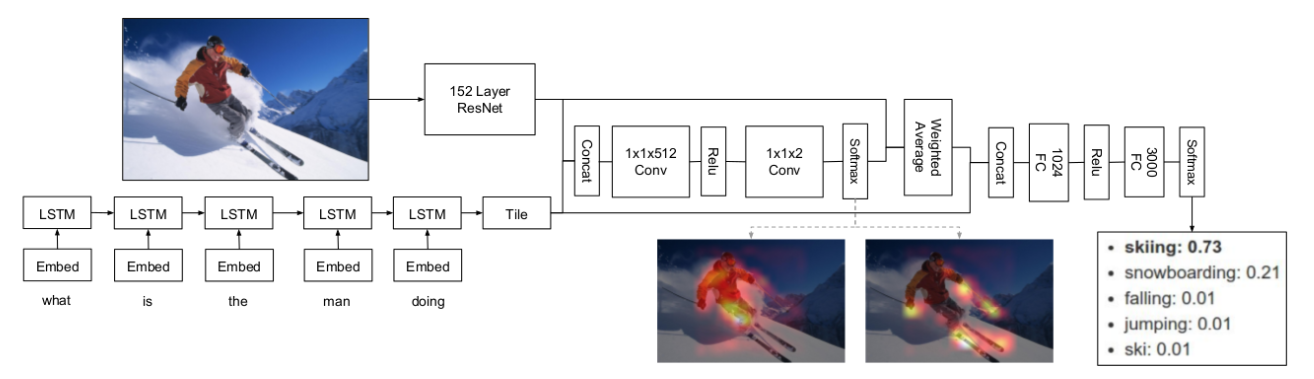 152 Layer
ResNet
Concat
1x1x512
Conv
Relu
1x1x2
Conv
Softmax
Weighted
Average
Concat
1024
FC
Relu
3000
FC
Softmax
LSTM
LSTM
LSTM
LSTM
LSTM
Tile
Embed
Embed
Embed
Embed
Embed
what
is
the
man
doing
• skiing: 0.73
• snowboarding: 0.21
• falling: 0.01
• jumping: 0.01
• ski: 0.01